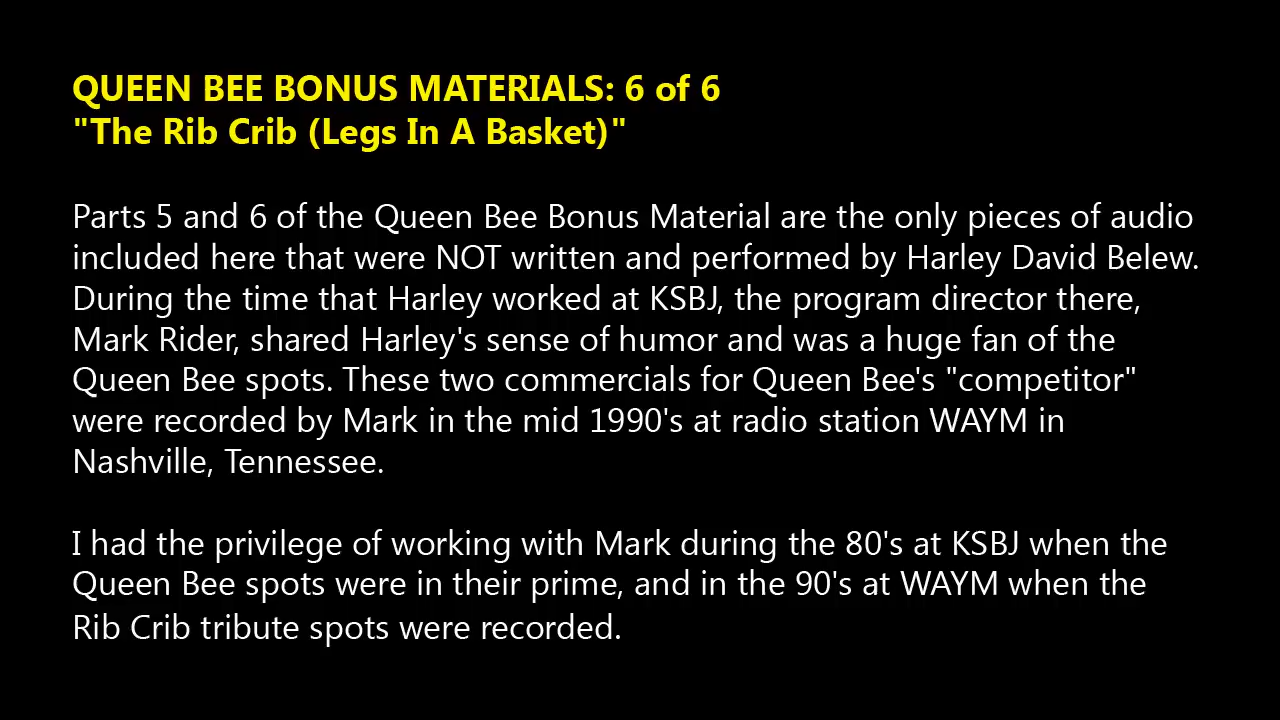 QUEEN BEE BONUS MATERIALS: 6 of 6
"The Rib Crib (Legs In A Basket)"
Parts 5 and 6 of the Queen Bee Bonus Material are the only pieces of audio
included here that were NOT written and performed by Harley David Belew.
During the time that Harley worked at KSBJ, the program director there,
Mark Rider, shared Harley's sense of humor and was a huge fan of the
Queen Bee spots. These two commercials for Queen Bee's "competitor"
were recorded by Mark in the mid 1990's at radio station WAYM in
Nashville, Tennessee.
I had the privilege of working with Mark during the 80's at KSBJ when the
Queen Bee spots were in their prime, and in the 90's at WAYM when the
Rib Crib tribute spots were recorded.